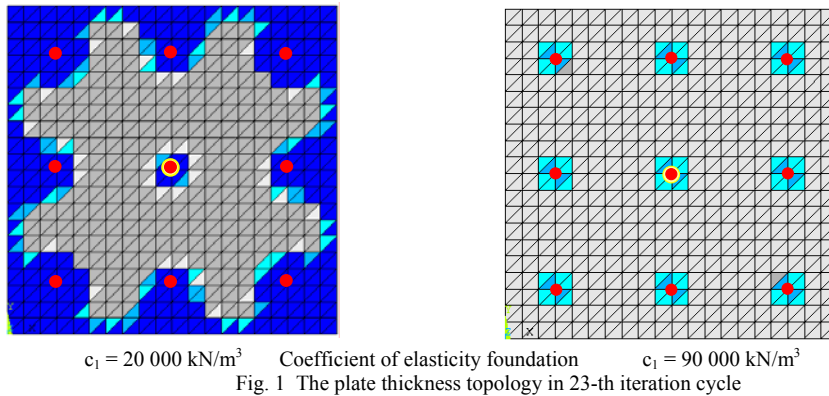 Y
X
c₁ = 20 000 kN/m³ Coefficient of elasticity foundation c₁ = 90 000 kN/m³
Fig. 1 The plate thickness topology in 23-th iteration cycle